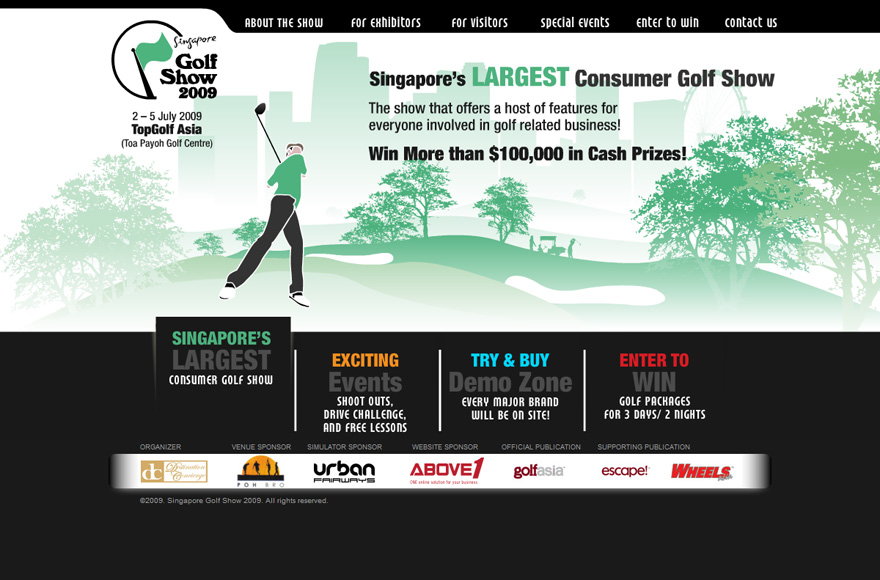 ABOUT THE SHOW
FOR EXHIBITORS
FOR VISITORS
SPECIAL EVENTS
ENTER TO WIN
CONTACT US
Singapore
Golf
Show
2009
2 – 5 July 2009
TopGolf Asia
(Toa Payoh Golf Centre)
Singapore's LARGEST Consumer Golf Show
The show that offers a host of features for
everyone involved in golf related business!
Win More than $100,000 in Cash Prizes!
SINGAPORE'S
LARGEST
CONSUMER GOLF SHOW
EXCITING
Events
SHOOT OUTS,
DRIVE CHALLENGE,
AND FREE LESSONS
TRY & BUY
Demo Zone
EVERY MAJOR BRAND
WILL BE ON SITE!
ENTER TO
WIN
GOLF PACKAGES
FOR 3 DAYS/ 2 NIGHTS
ORGANIZER
VENUE SPONSOR
SIMULATOR SPONSOR
WEBSITE SPONSOR
OFFICIAL PUBLICATION
SUPPORTING PUBLICATION
dc Destination
Concierge
POH BRO
urban
FAIRWAYS
ABOVE1
ONE online solution for your business
golfasia
escape!
WHEELS
©2009. Singapore Golf Show 2009. All rights reserved.